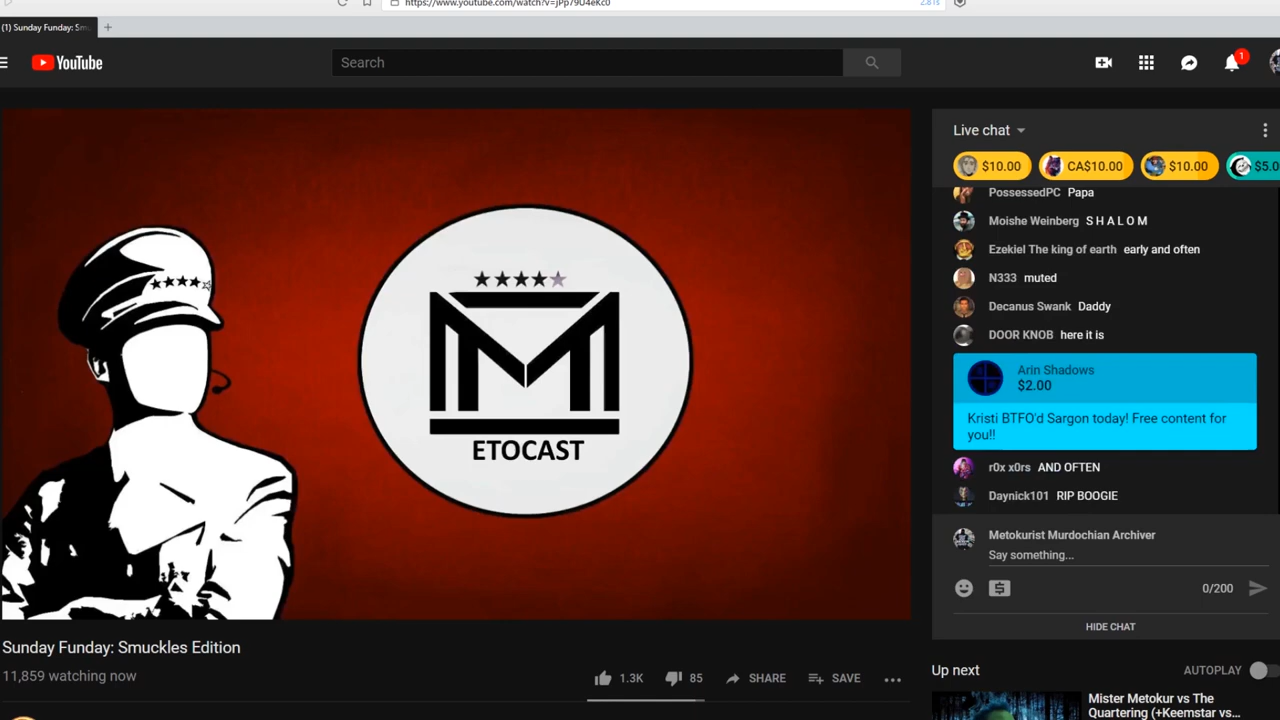 https://www.youtube.com/watch?v=jPp79U4eKc0
2.81s
(1) Sunday Funday: Smu
YouTube
Search
1
Live chat
$10.00
CA$10.00
$10.00
$5.0
PossessedPC Papa
Moishe Weinberg S H A L O M
Ezekiel The king of earth early and often
N333 muted
Decanus Swank Daddy
DOOR KNOB here it is
Arin Shadows
$2.00
Kristi BTFO'd Sargon today! Free content for
you!!
r0x x0rs AND OFTEN
Daynick101 RIP BOOGIE
Metokurist Murdochian Archiver
Say something...
0/200
HIDE CHAT
M
ETOCAST
Sunday Funday: Smuckles Edition
11,859 watching now
1.3K
85
SHARE
SAVE
Up next
AUTOPLAY
Mister Metokur vs The
Quartering (+Keemstar vs...